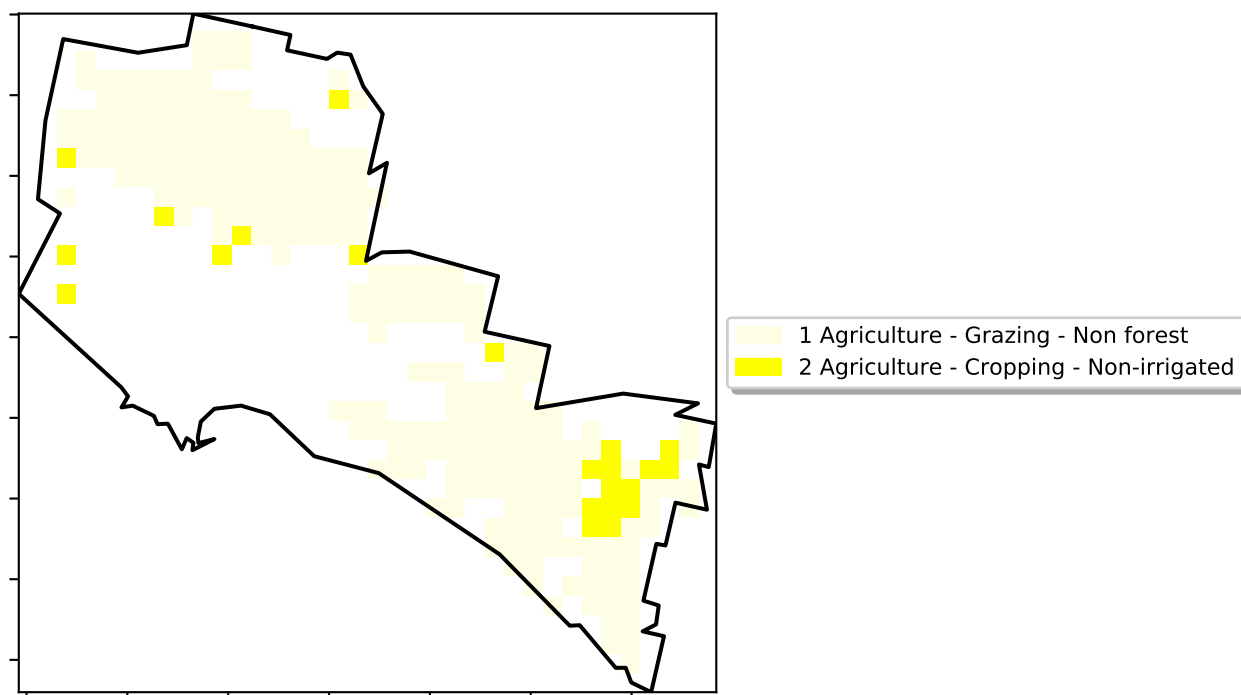 1 Agriculture - Grazing - Non forest
2 Agriculture - Cropping - Non-irrigated